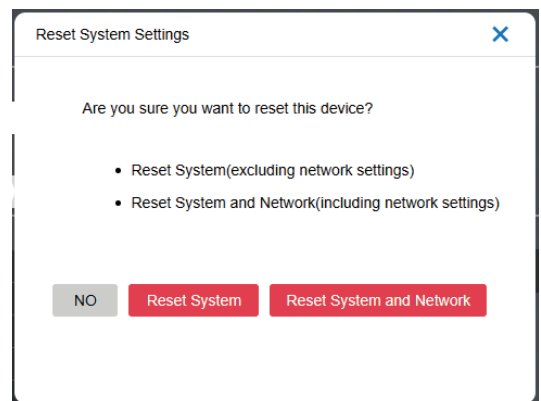 Reset System Settings
Are you sure you want to reset this device?
• Reset System(excluding network settings)
• Reset System and Network(including network settings)
NO Reset System Reset System and Network